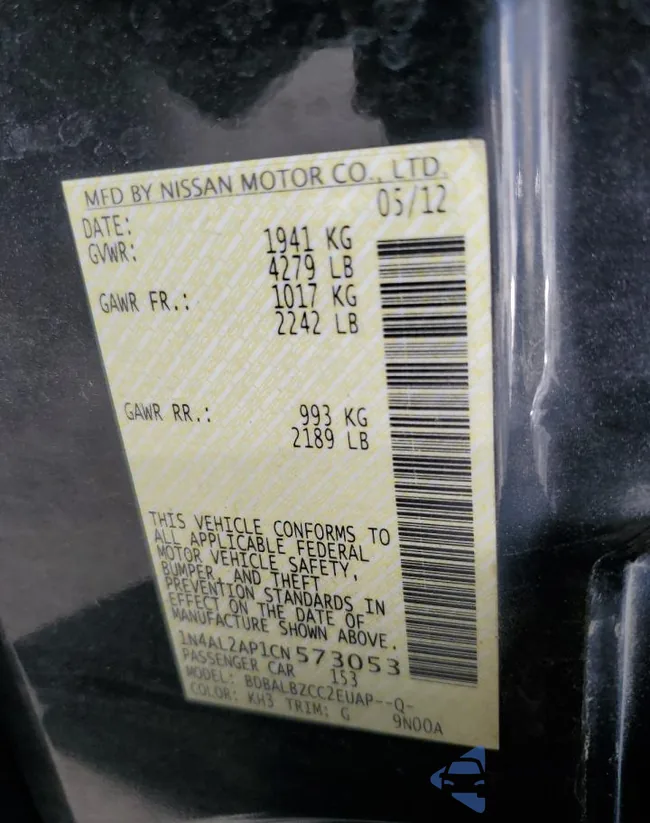 MFD BY NISSAN MOTOR CO., LTD.
DATE: 05/12
GVWR: 1941 KG
4279 LB
GAWR FR.: 1017 KG
2242 LB
GAWR RR.: 993 KG
2189 LB
THIS VEHICLE CONFORMS TO
ALL APPLICABLE FEDERAL
MOTOR VEHICLE SAFETY,
BUMPER, AND THEFT
PREVENTION STANDARDS IN
EFFECT ON THE DATE OF
MANUFACTURE SHOWN ABOVE.
1N4AL2AP1CN573053
PASSENGER CAR 153
MODEL: BDBALBZCC2EUAP--Q-
COLOR: KH3 TRIM: G 9N00A